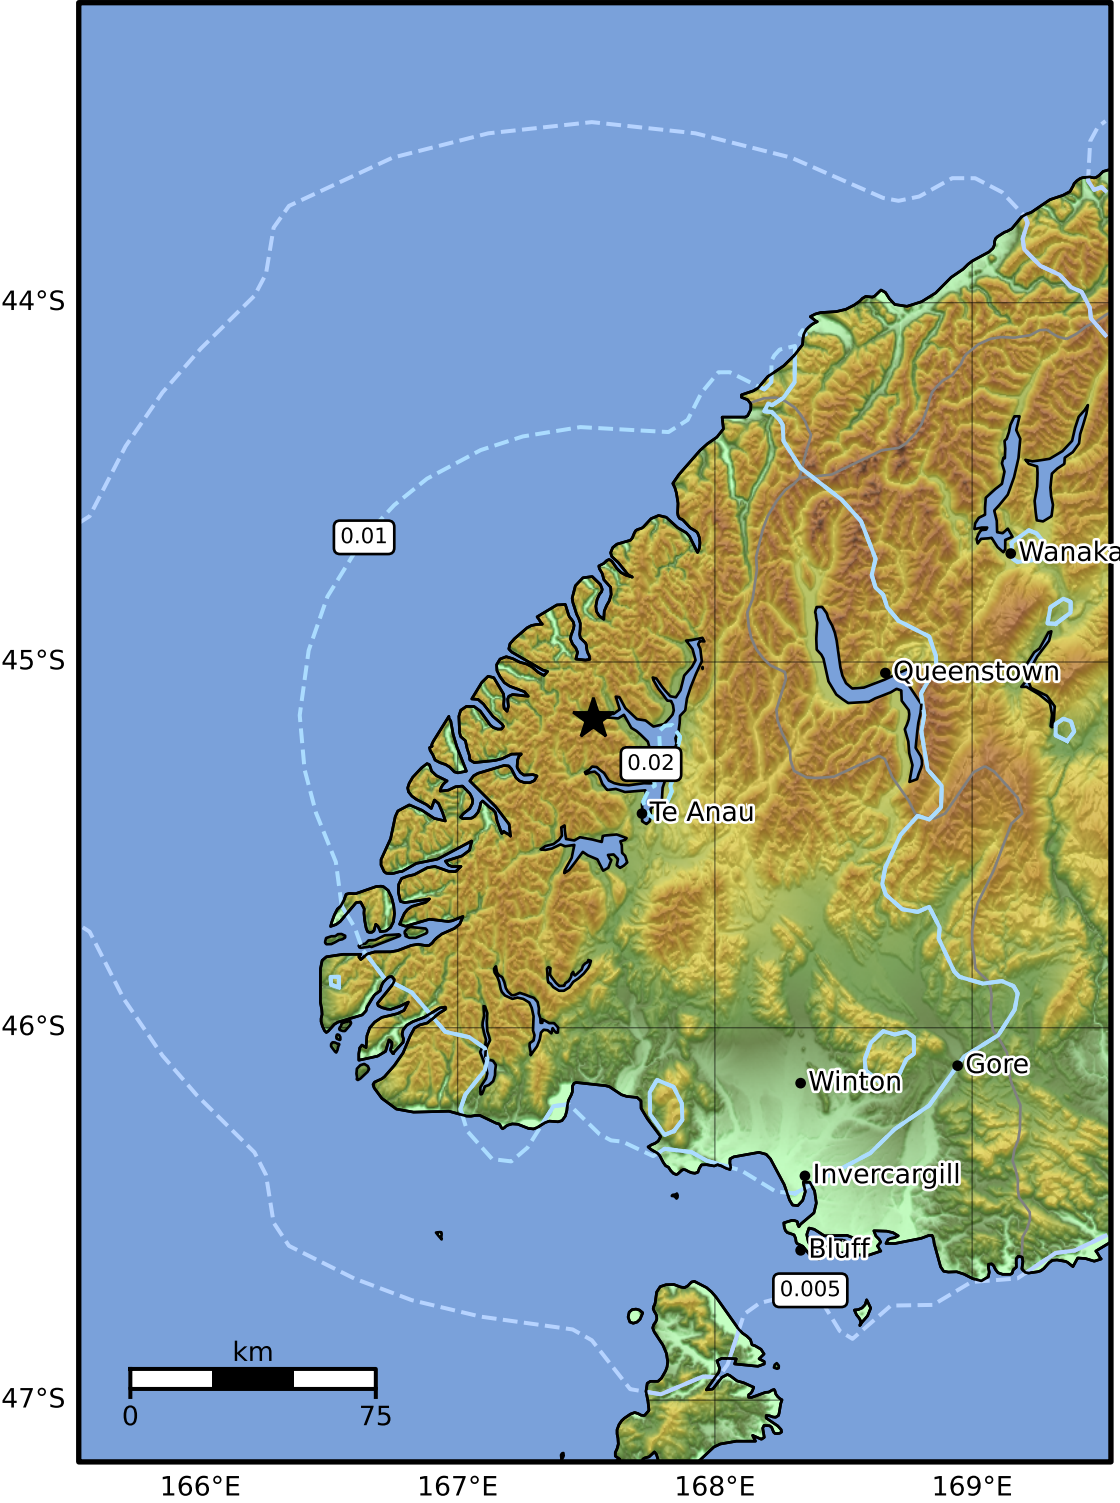 44°S
0.01
Wanaka
45°S
Queenstown
0.02
Te Anau
46°S
Gore
Winton
Invercargill
Bluff
0.005
km
0 75
47°S
166°E 167°E 168°E 169°E